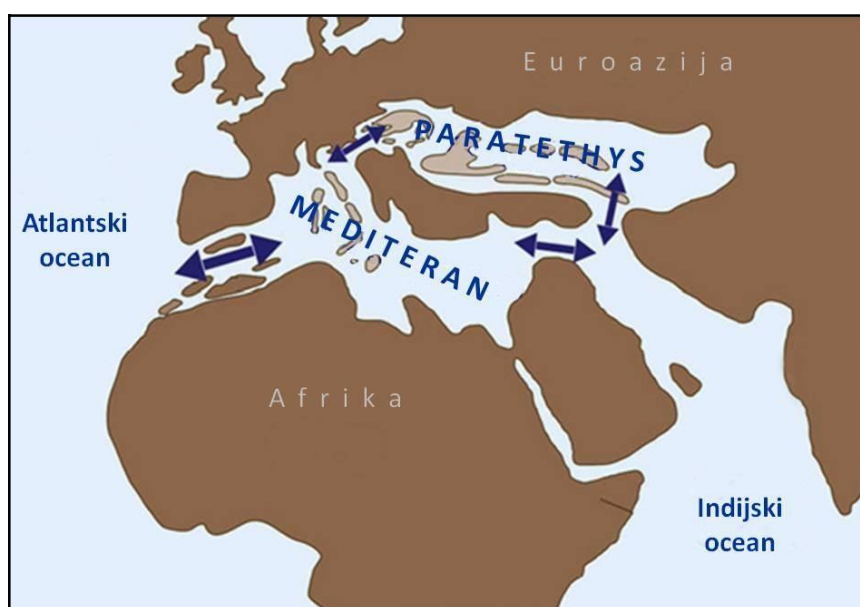 Euroazija
PARATETHYS
MEDITERAN
Atlantski
ocean
Afrika
Indijski
ocean